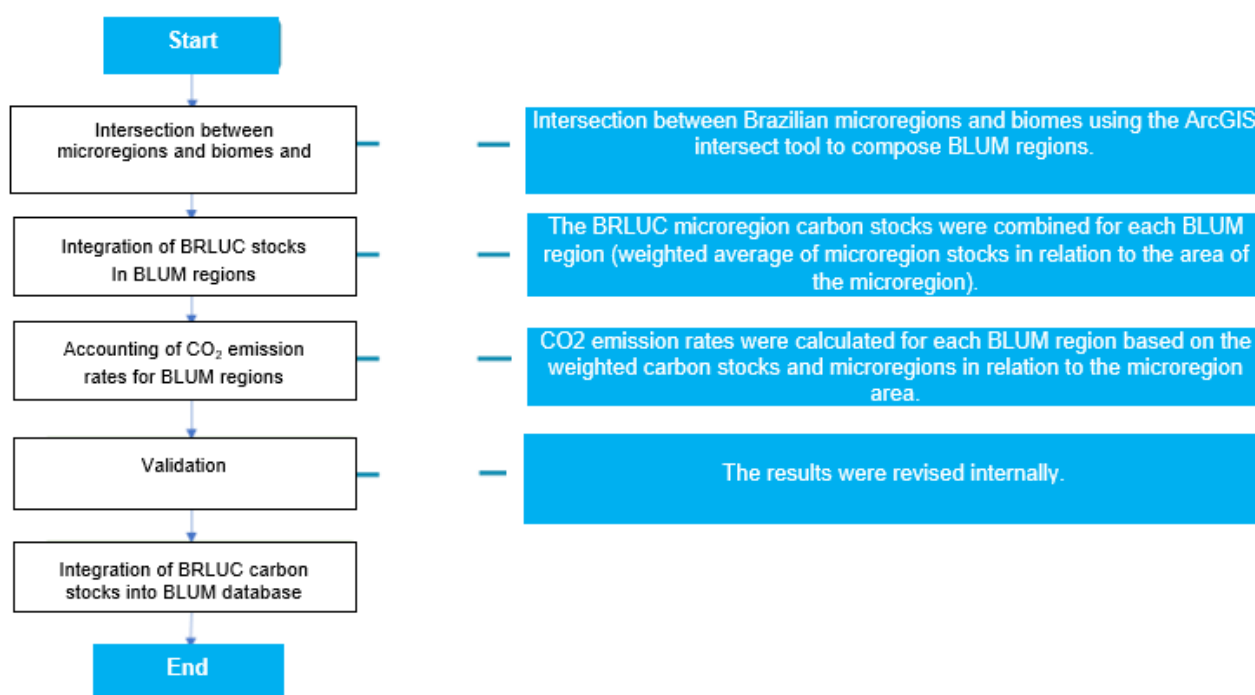 Start
Intersection between
microregions and biomes and
Intersection between Brazilian microregions and biomes using the ArcGIS
intersect tool to compose BLUM regions.
Integration of BRLUC stocks
In BLUM regions
The BRLUC microregion carbon stocks were combined for each BLUM
region (weighted average of microregion stocks in relation to the area of
the microregion).
Accounting of CO₂ emission
rates for BLUM regions
CO2 emission rates were calculated for each BLUM region based on the
weighted carbon stocks and microregions in relation to the microregion
area.
Validation
The results were revised internally.
Integration of BRLUC carbon
stocks into BLUM database
End